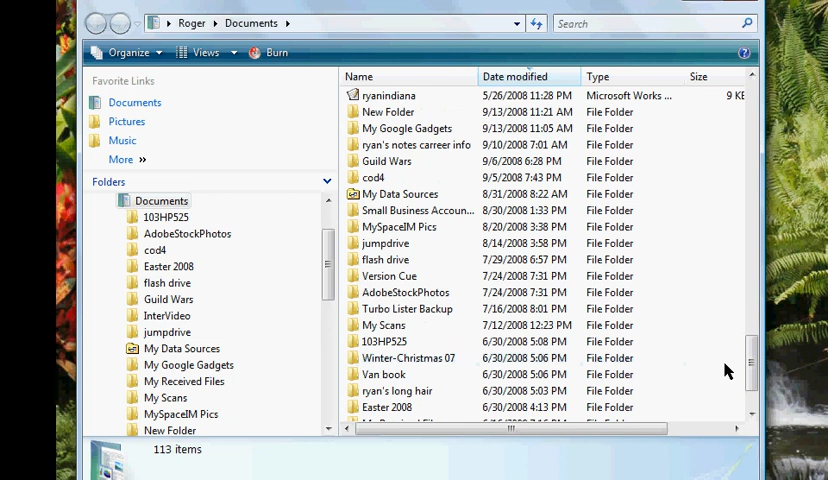 Roger ▸ Documents ▸
Search
Organize Views Burn
Favorite Links
Documents
Pictures
Music
More »
Folders
Documents
103HP525
AdobeStockPhotos
cod4
Easter 2008
flash drive
Guild Wars
InterVideo
jumpdrive
My Data Sources
My Google Gadgets
My Received Files
My Scans
MySpaceIM Pics
New Folder
Name Date modified Type Size
ryanindiana 5/26/2008 11:28 PM Microsoft Works ... 9 KB
New Folder 9/13/2008 11:21 AM File Folder
My Google Gadgets 9/13/2008 11:05 AM File Folder
ryan's notes carreer info 9/10/2008 7:01 AM File Folder
Guild Wars 9/6/2008 6:28 PM File Folder
cod4 9/5/2008 7:43 PM File Folder
My Data Sources 8/31/2008 8:22 AM File Folder
Small Business Accoun... 8/30/2008 1:33 PM File Folder
MySpaceIM Pics 8/20/2008 3:38 PM File Folder
jumpdrive 8/14/2008 3:58 PM File Folder
flash drive 7/29/2008 6:57 PM File Folder
Version Cue 7/24/2008 7:31 PM File Folder
AdobeStockPhotos 7/24/2008 7:31 PM File Folder
Turbo Lister Backup 7/16/2008 8:01 PM File Folder
My Scans 7/12/2008 12:23 PM File Folder
103HP525 6/30/2008 5:08 PM File Folder
Winter-Christmas 07 6/30/2008 5:06 PM File Folder
Van book 6/30/2008 5:06 PM File Folder
ryan's long hair 6/30/2008 5:03 PM File Folder
Easter 2008 6/30/2008 4:13 PM File Folder
113 items